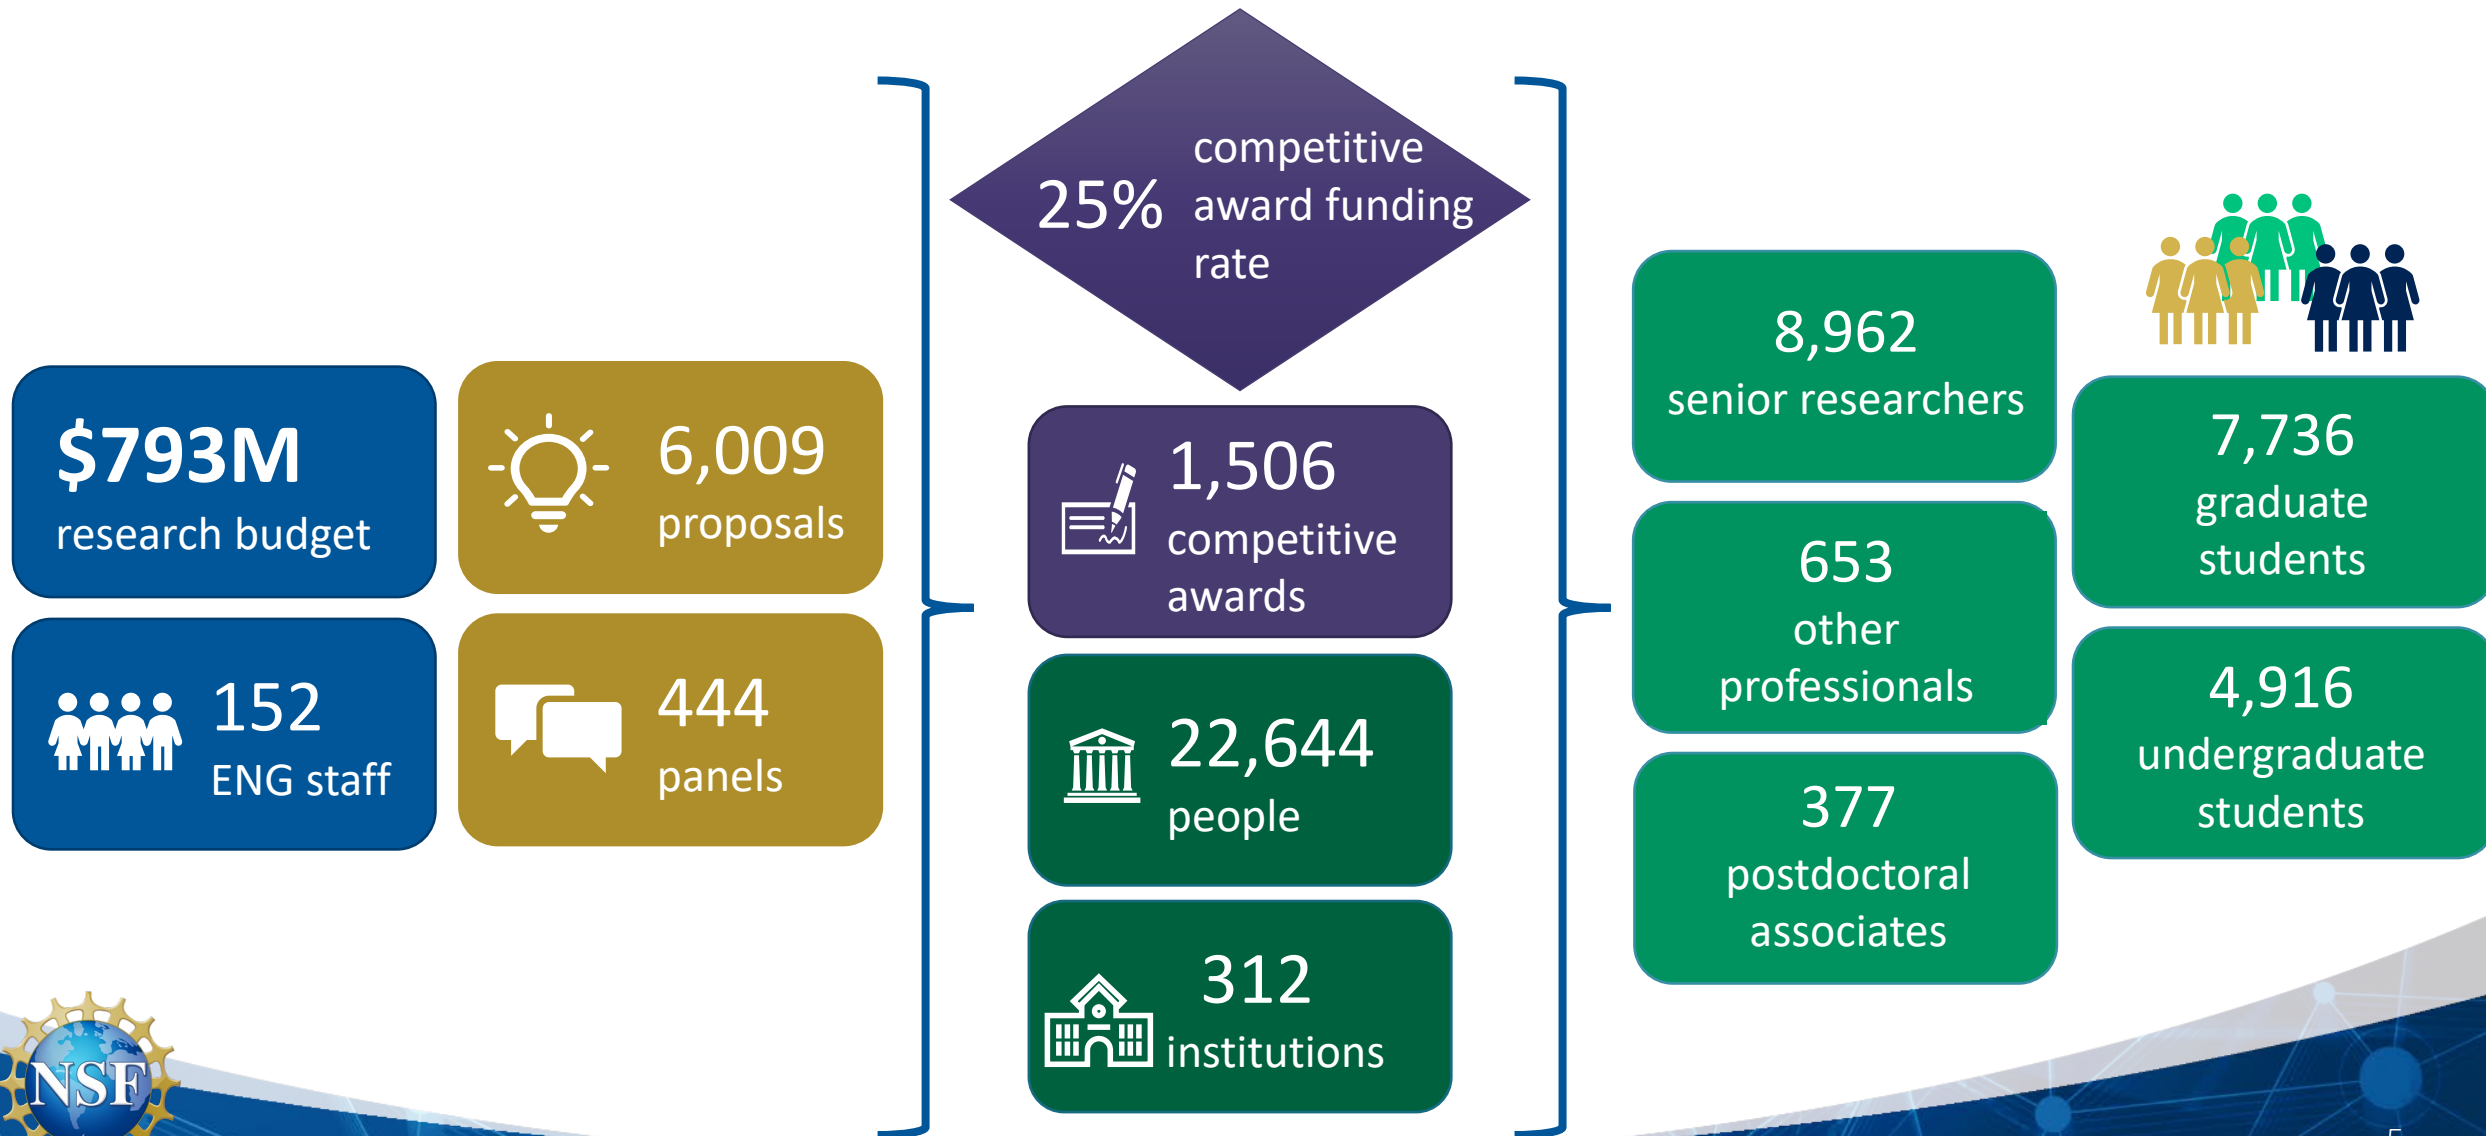 $793M
research budget
152
ENG staff
6,009
proposals
444
panels
25%
competitive
award funding
rate
1,506
competitive
awards
22,644
people
312
institutions
8,962
senior researchers
653
other
professionals
377
postdoctoral
associates
7,736
graduate
students
4,916
undergraduate
students
NSF